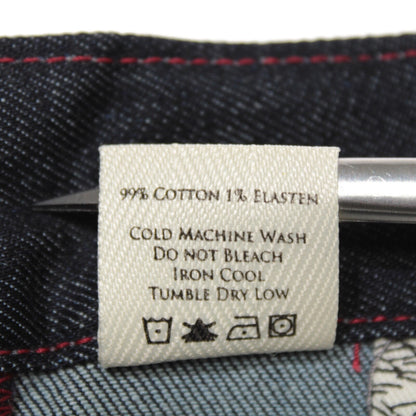 99% COTTON 1% ELASTEN
COLD MACHINE WASH
DO NOT BLEACH
IRON COOL
TUMBLE DRY LOW